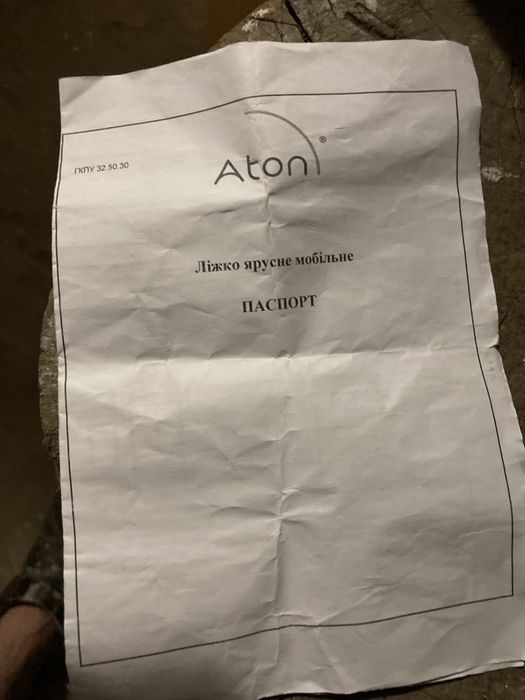 ГКПУ 32.50.30
Aton®
Ліжко ярусне мобільне
ПАСПОРТ